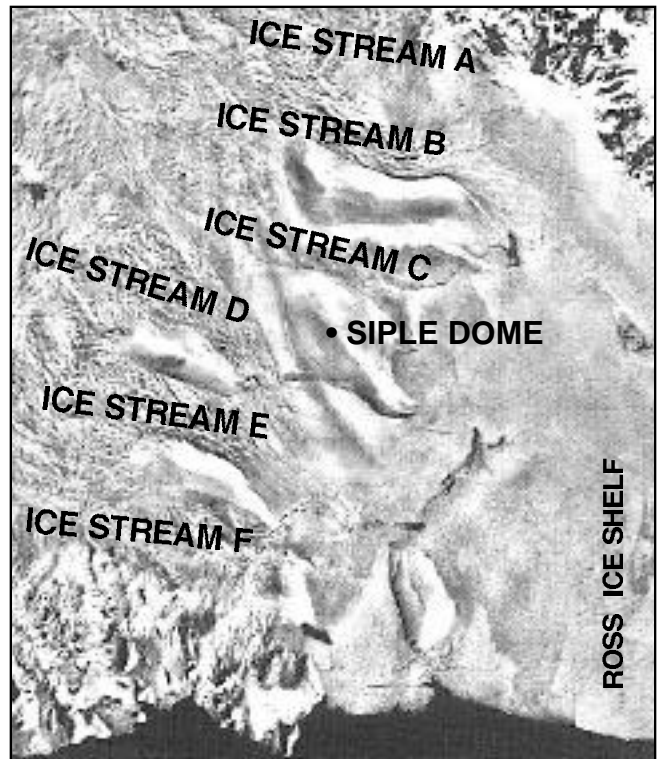 ICE STREAM A
ICE STREAM B
ICE STREAM C
ICE STREAM D
• SIPLE DOME
ICE STREAM E
ROSS ICE SHELF
ICE STREAM F